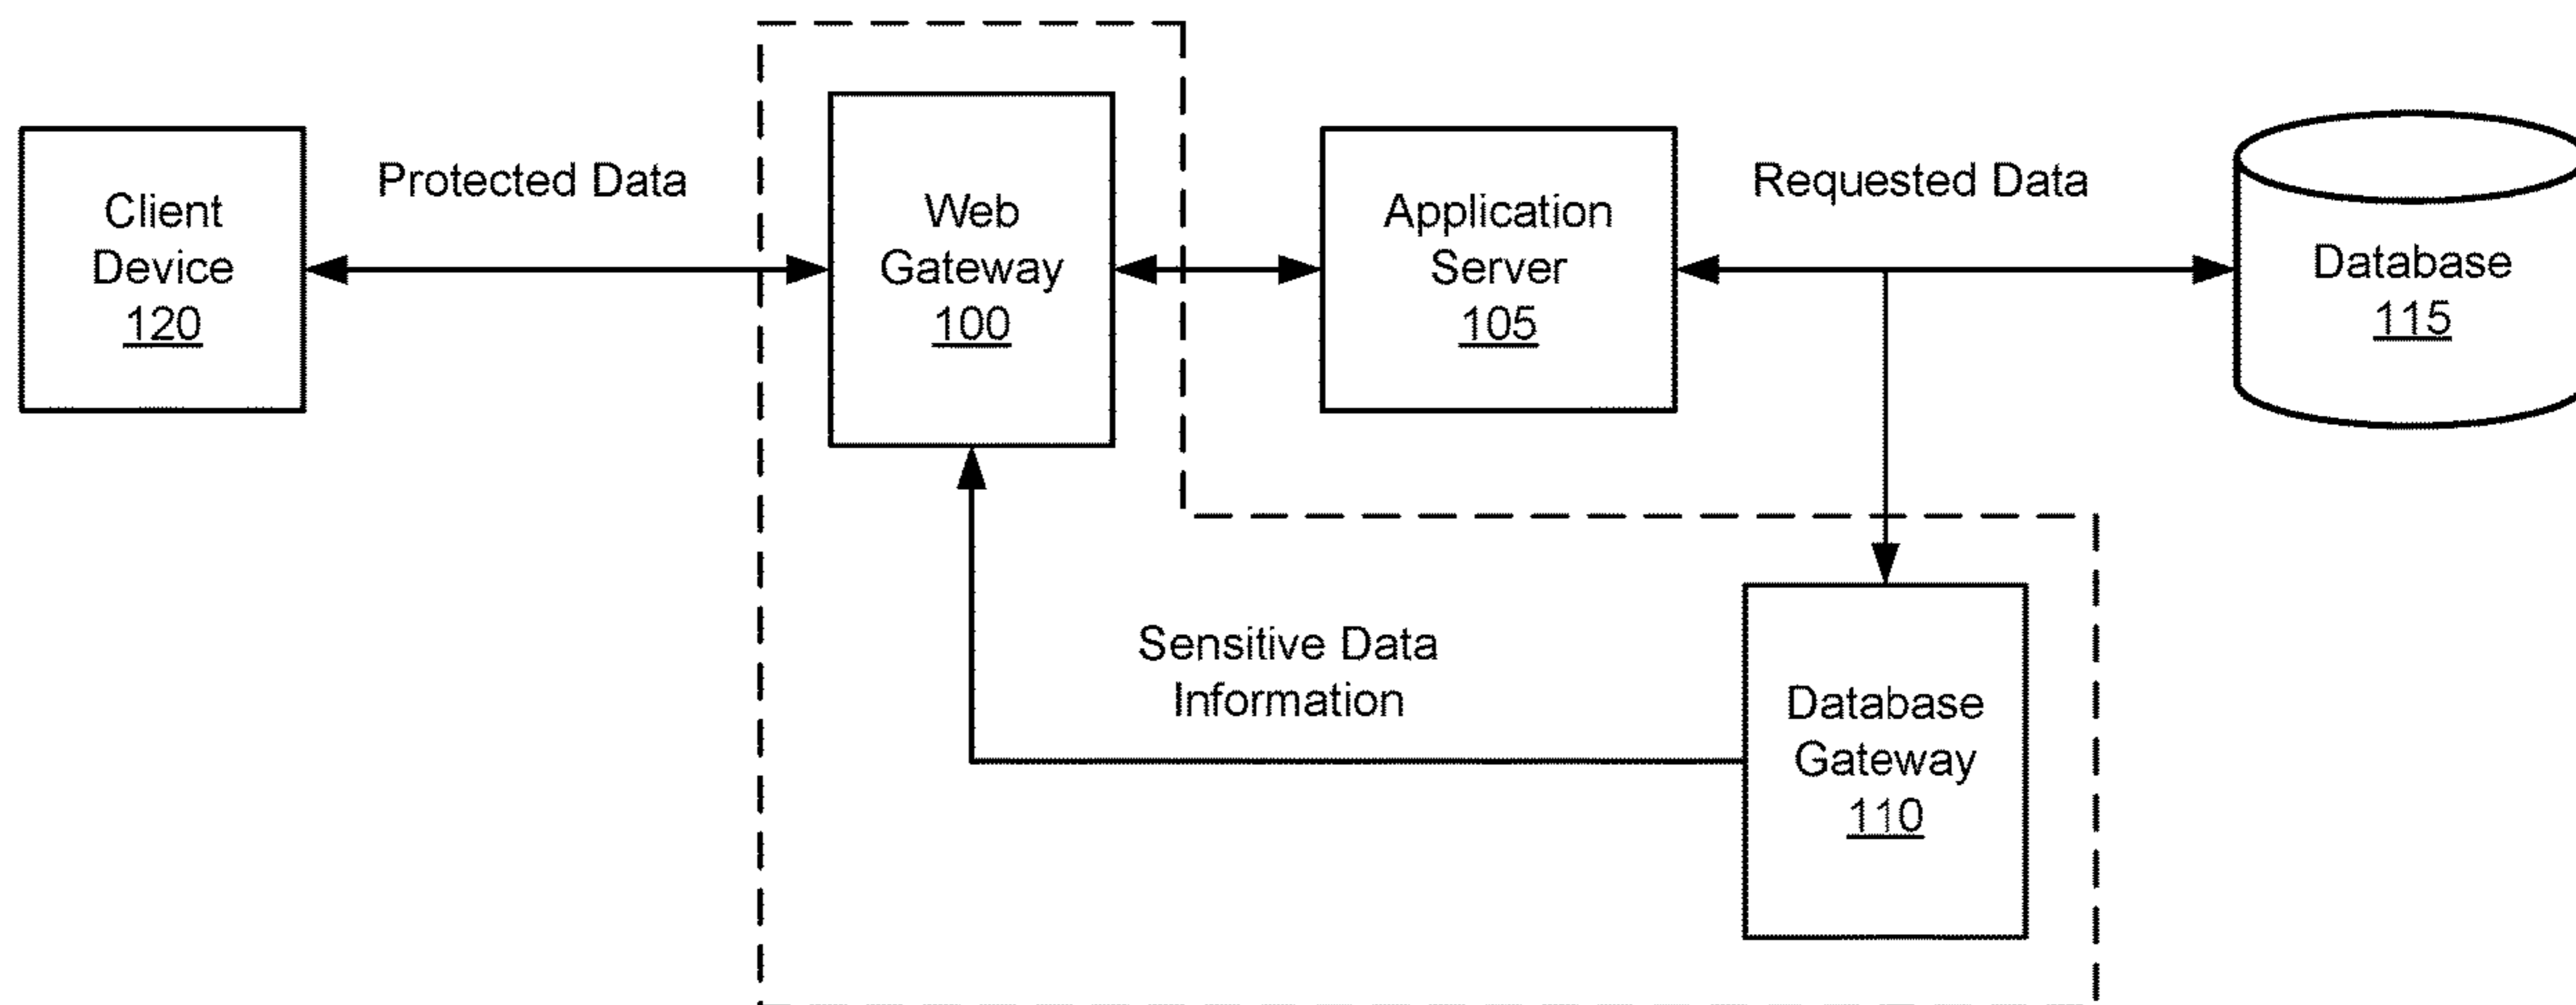 Client
Device
120
Protected Data
Web
Gateway
100
Application
Server
105
Requested Data
Database
115
Sensitive Data
Information
Database
Gateway
110